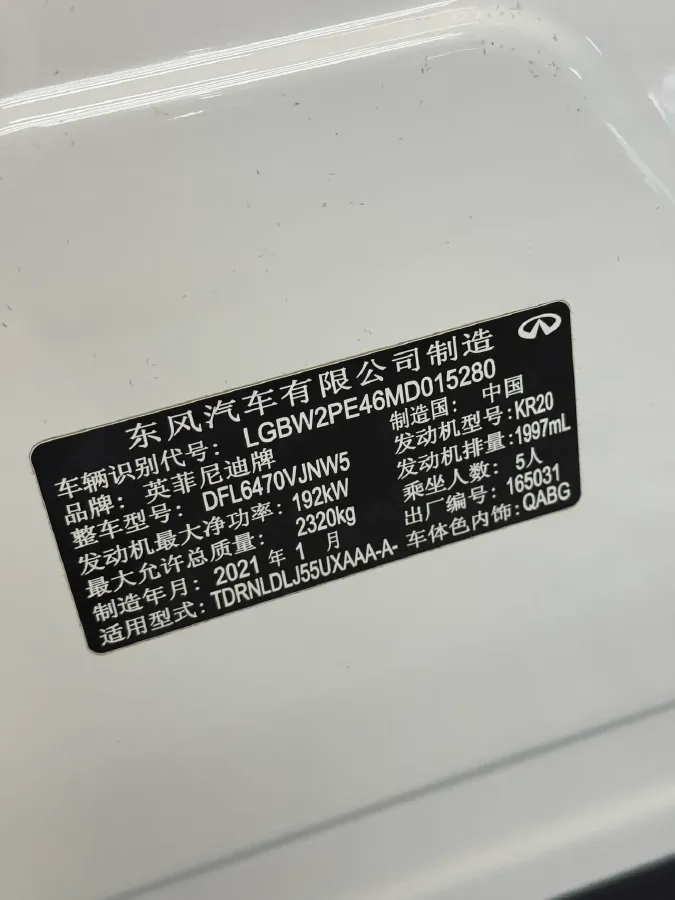 东风汽车有限公司制造
车辆识别代号: LGBW2PE46MD015280
品牌: 英菲尼迪牌 制造国: 中国
整车型号: DFL6470VJNW5 发动机型号:KR20
发动机最大净功率: 192kW 发动机排量:1997mL
最大允许总质量: 2320kg 乘坐人数: 5人
制造年月: 2021 年 1 月 出厂编号: 165031
适用型式: TDRNLDLJ55UXAAA-A- 车体色内饰:QABG